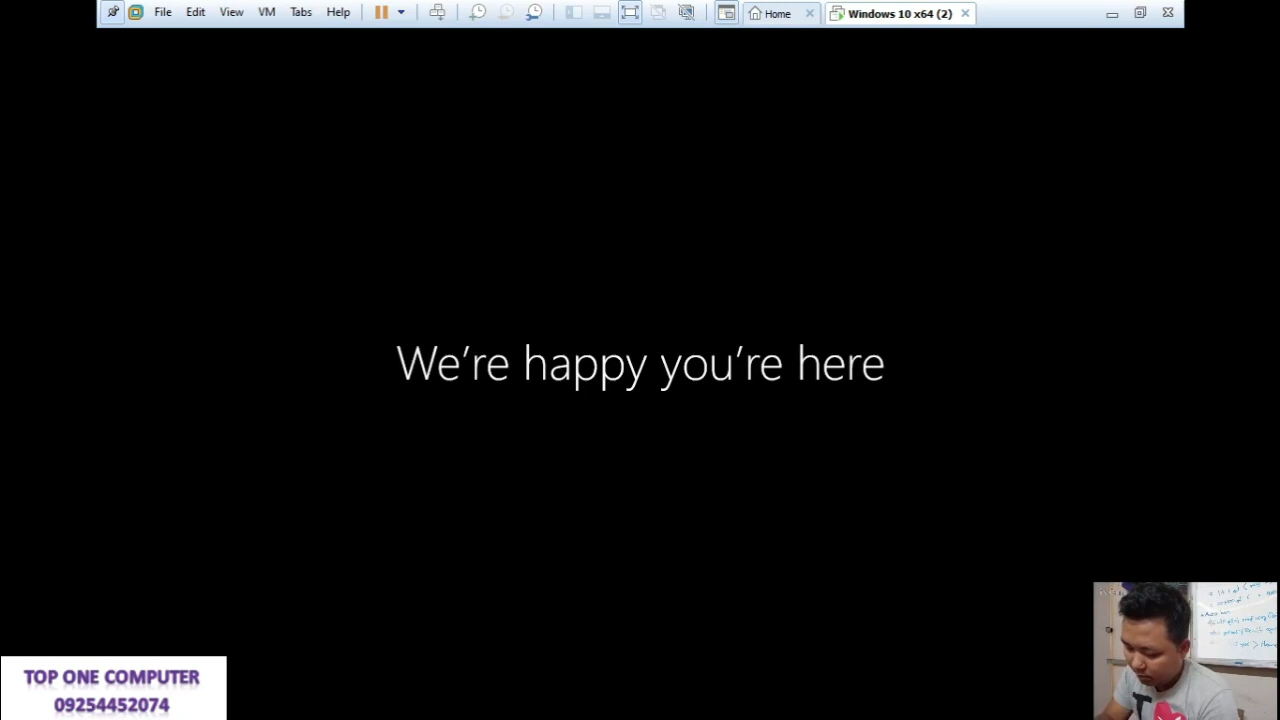 File Edit View VM Tabs Help Home Windows 10 x64 (2)
We're happy you're here
TOP ONE COMPUTER
09254452074